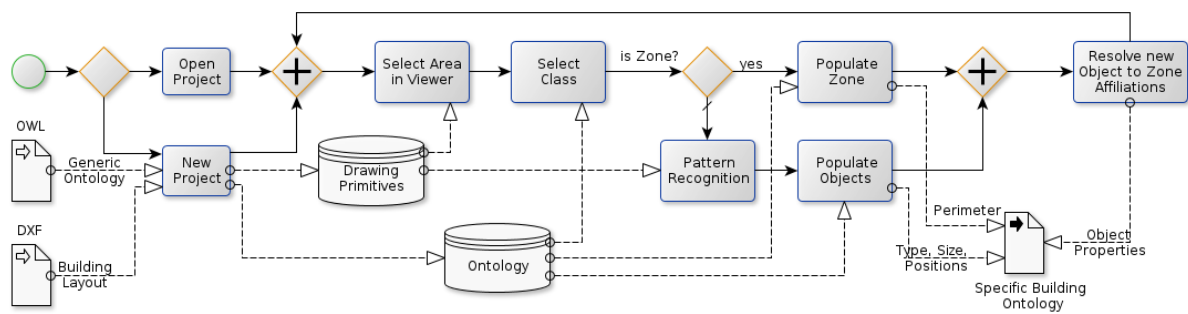 Open
Project
Select Area
in Viewer
Select
Class
is Zone?
yes
Populate
Zone
Resolve new
Object to Zone
Affiliations
OWL
Generic
Ontology
New
Project
Drawing
Primitives
Pattern
Recognition
Populate
Objects
DXF
Building
Layout
Ontology
Perimeter
Type, Size,
Positions
Object
Properties
Specific Building
Ontology